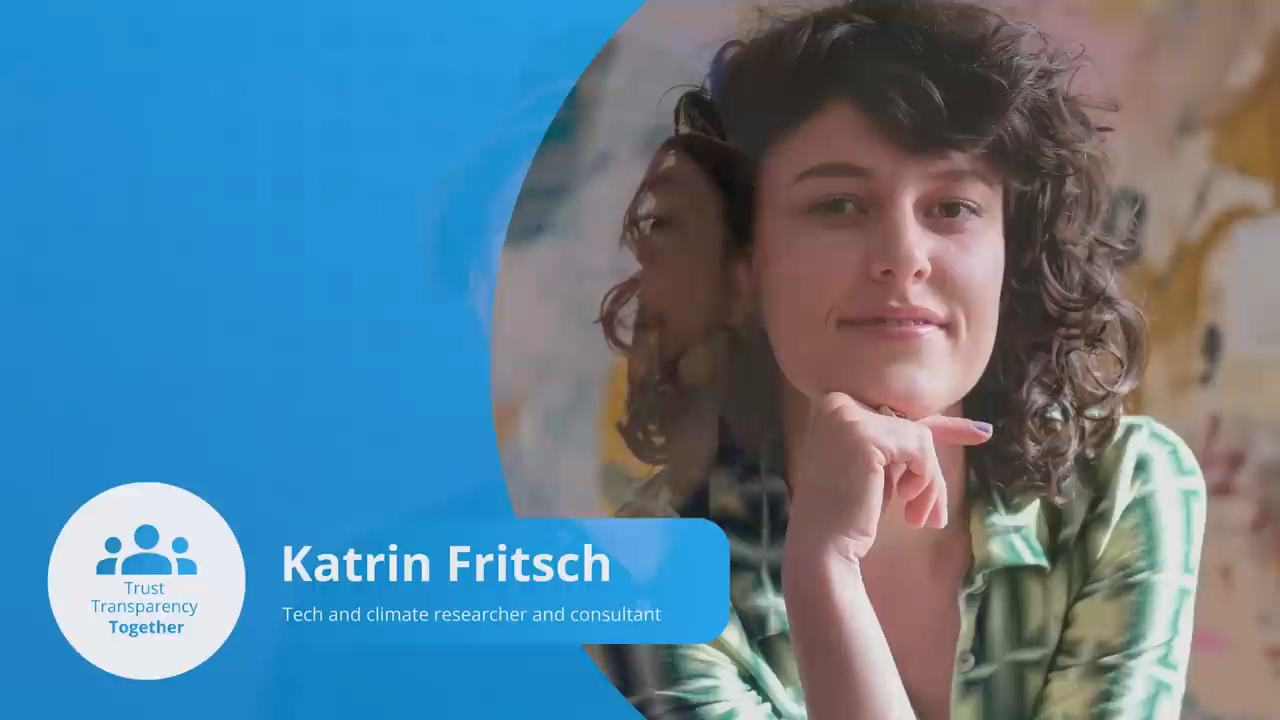 Trust
Transparency
Together
Katrin Fritsch
Tech and climate researcher and consultant